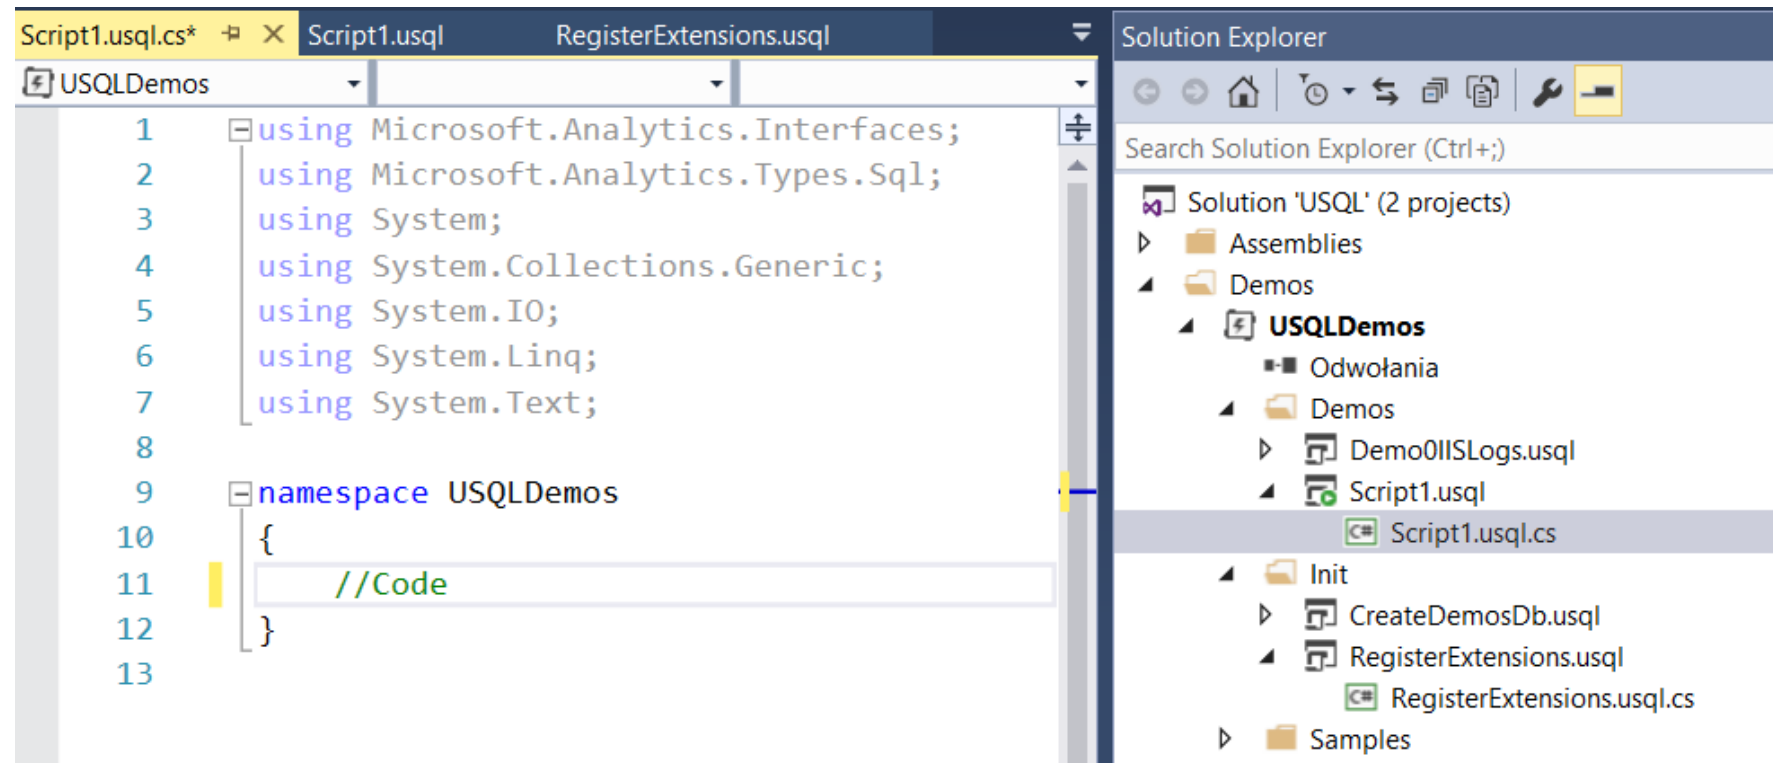 Script1.usql.cs* Script1.usql RegisterExtensions.usql
USQLDemos
1 using Microsoft.Analytics.Interfaces;
2 using Microsoft.Analytics.Types.Sql;
3 using System;
4 using System.Collections.Generic;
5 using System.IO;
6 using System.Linq;
7 using System.Text;
8
9 namespace USQLDemos
10 {
11 //Code
12 }
13
Solution Explorer
Search Solution Explorer (Ctrl+;)
Solution 'USQL' (2 projects)
Assemblies
Demos
USQLDemos
Odwołania
Demos
Demo0IISLogs.usql
Script1.usql
C# Script1.usql.cs
Init
CreateDemosDb.usql
RegisterExtensions.usql
C# RegisterExtensions.usql.cs
Samples